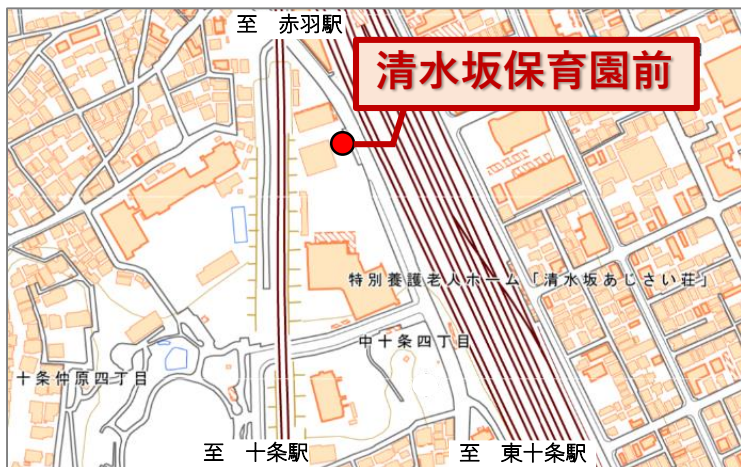 至 赤羽駅
清水坂保育園前
特別養護老人ホーム「清水坂あじさい荘」
中十条四丁目
十条仲原四丁目
至 十条駅
至 東十条駅